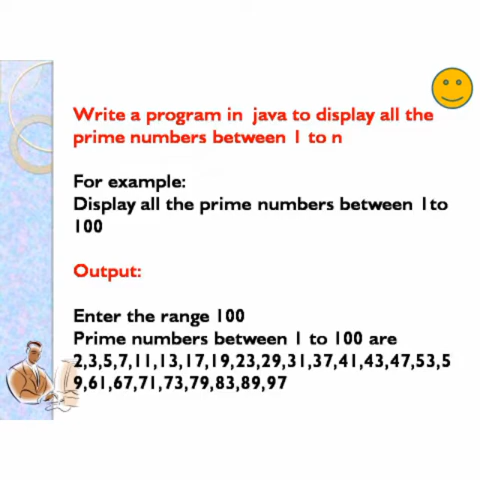 Write a program in java to display all the
prime numbers between 1 to n
For example:
Display all the prime numbers between 1to
100
Output:
Enter the range 100
Prime numbers between 1 to 100 are
2,3,5,7,11,13,17,19,23,29,31,37,41,43,47,53,5
9,61,67,71,73,79,83,89,97